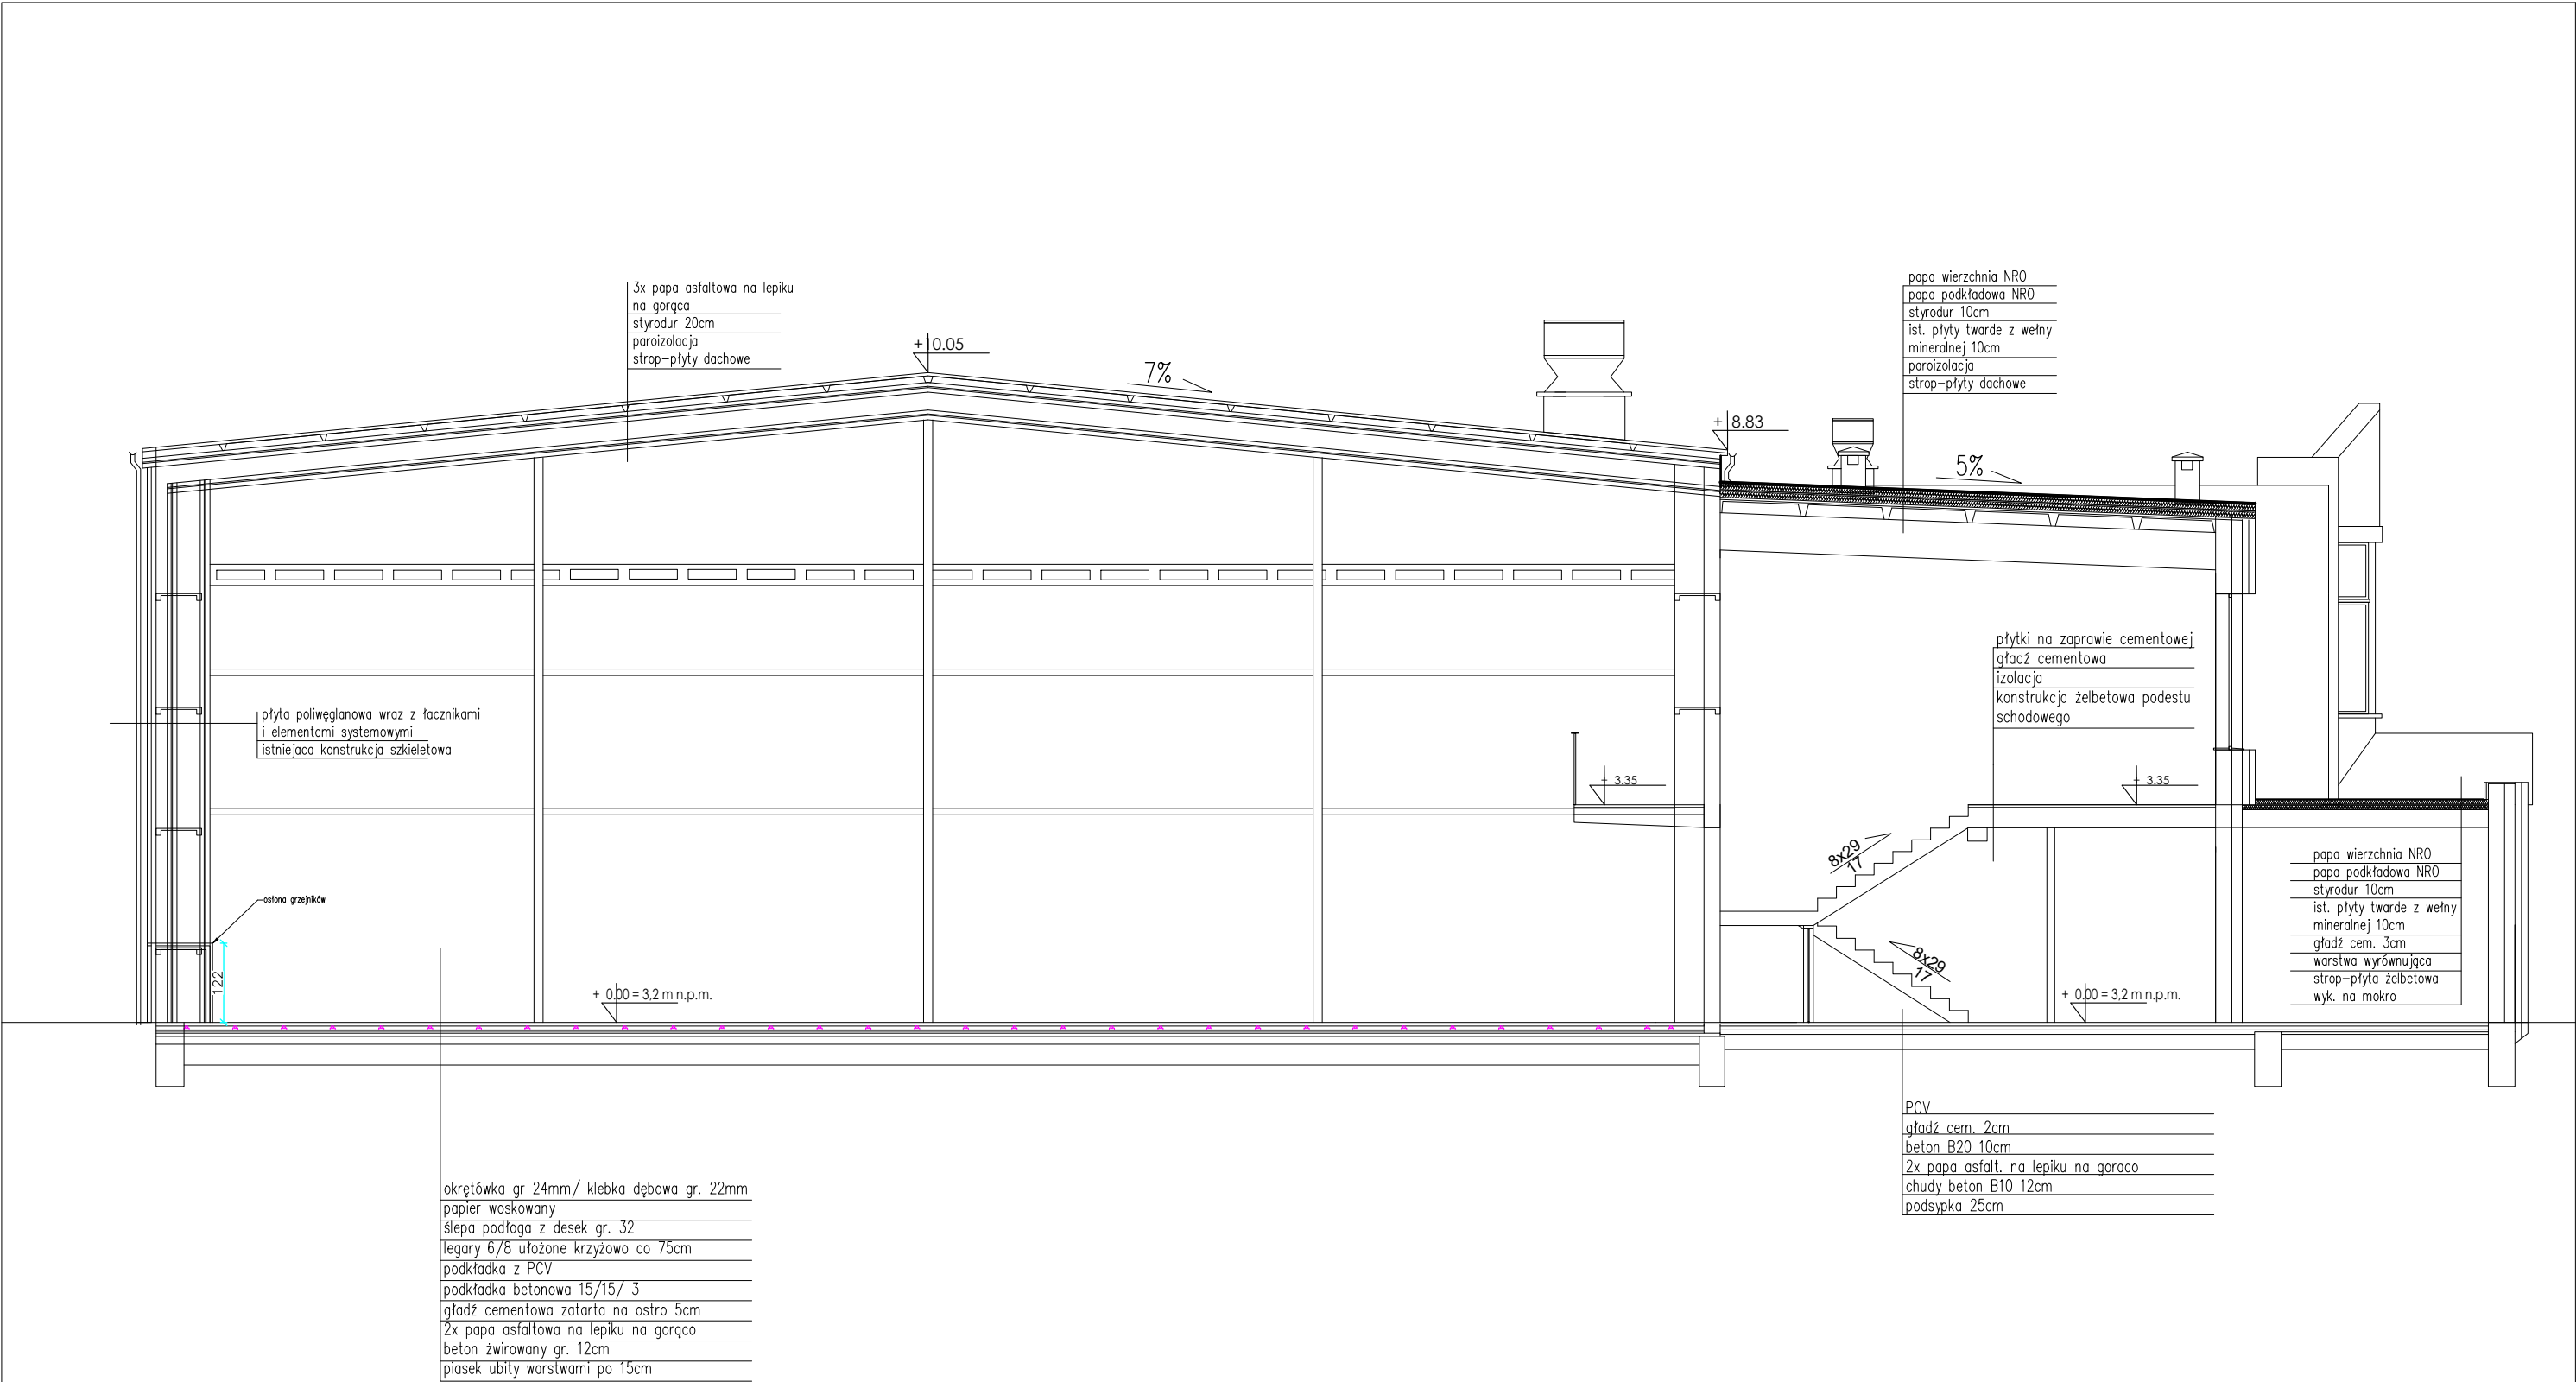 3x papa asfaltowa na lepiku
na gorąca
styrodur 20cm
paroizolacja
strop-płyty dachowe
+10.05
7%
papa wierzchnia NRO
papa podkładowa NRO
styrodur 10cm
ist. płyty twarde z wełny
mineralnej 10cm
paroizolacja
strop-płyty dachowe
+ 8.83
5%
płytki na zaprawie cementowej
gładź cementowa
izolacja
konstrukcja żelbetowa podestu
schodowego
płyta poliwęglanowa wraz z łacznikami
i elementami systemowymi
istniejaca konstrukcja szkieletowa
+ 3.35
+ 3.35
8x29
17
papa wierzchnia NRO
papa podkładowa NRO
styrodur 10cm
ist. płyty twarde z wełny
mineralnej 10cm
gładź cem. 3cm
warstwa wyrównująca
strop-płyta żelbetowa
wyk. na mokro
osłona grzejników
8x29
17
122
+ 0.00 = 3,2 m n.p.m.
+ 0.00 = 3,2 m n.p.m.
PCV
gładź cem. 2cm
beton B20 10cm
2x papa asfalt. na lepiku na goraco
chudy beton B10 12cm
podsypka 25cm
okrętówka gr 24mm/ klebka dębowa gr. 22mm
papier woskowany
ślepa podłoga z desek gr. 32
legary 6/8 ułożone krzyżowo co 75cm
podkładka z PCV
podkładka betonowa 15/15/ 3
gładź cementowa zatarta na ostro 5cm
2x papa asfaltowa na lepiku na gorąco
beton żwirowany gr. 12cm
piasek ubity warstwami po 15cm